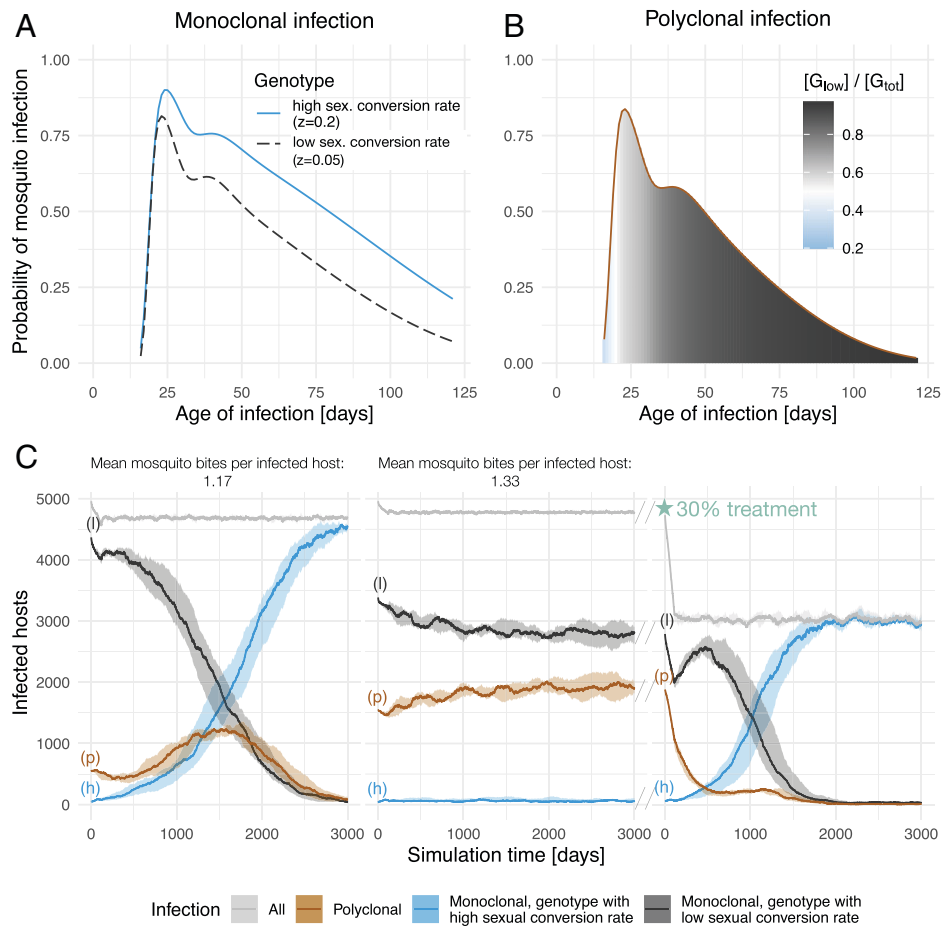 A
Monoclonal infection
B
Polyclonal infection
Probability of mosquito infection
1.00
0.75
0.50
0.25
0.00
Genotype
high sex. conversion rate
(z=0.2)
low sex. conversion rate
(z=0.05)
0 25 50 75 100 125
Age of infection [days]
1.00
0.75
0.50
0.25
0.00
[Glow] / [Gtot]
0.8
0.6
0.4
0.2
0 25 50 75 100 125
Age of infection [days]
C
Mean mosquito bites per infected host:
1.17
Mean mosquito bites per infected host:
1.33
30% treatment
Infected hosts
5000
4000
3000
2000
1000
0
(l)
(p)
(h)
(l)
(p)
(h)
(l)
(p)
(h)
0 1000 2000 3000
0 1000 2000 3000
0 1000 2000 3000
Simulation time [days]
Infection
All
Polyclonal
Monoclonal, genotype with
high sexual conversion rate
Monoclonal, genotype with
low sexual conversion rate